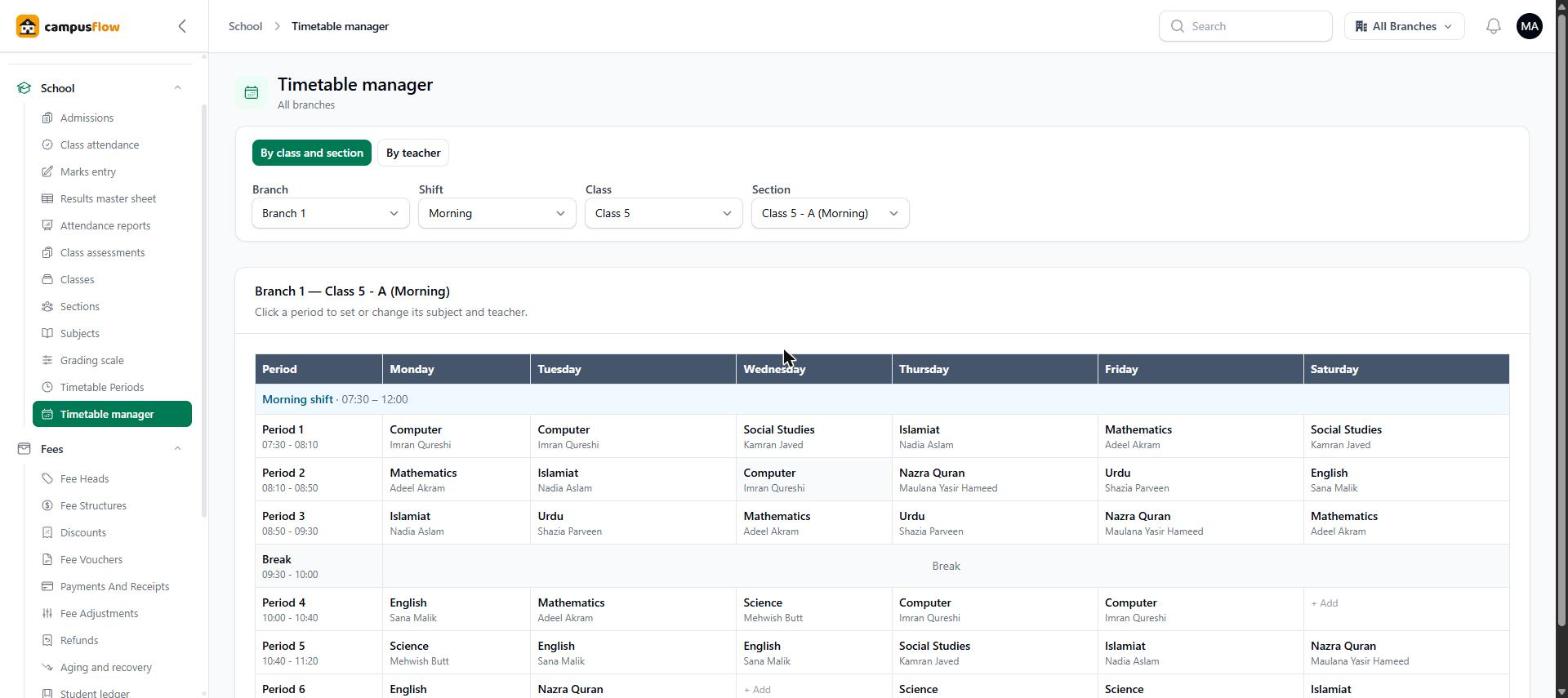 campusflow
School
Timetable manager
Search
All Branches
MA
School
Admissions
Class attendance
Marks entry
Results master sheet
Attendance reports
Class assessments
Classes
Sections
Subjects
Grading scale
Timetable Periods
Timetable manager
Fees
Fee Heads
Fee Structures
Discounts
Fee Vouchers
Payments And Receipts
Fee Adjustments
Refunds
Aging and recovery
Student ledger
Timetable manager
All branches
By class and section
By teacher
Branch Shift Class Section
Branch 1 Morning Class 5 Class 5 - A (Morning)
Branch 1 — Class 5 - A (Morning)
Click a period to set or change its subject and teacher.
Period Monday Tuesday Wednesday Thursday Friday Saturday
Morning shift · 07:30 – 12:00
Period 1 Computer Computer Social Studies Islamiat Mathematics Social Studies
07:30 - 08:10 Imran Qureshi Imran Qureshi Kamran Javed Nadia Aslam Adeel Akram Kamran Javed
Period 2 Mathematics Islamiat Computer Nazra Quran Urdu English
08:10 - 08:50 Adeel Akram Nadia Aslam Imran Qureshi Maulana Yasir Hameed Shazia Parveen Sana Malik
Period 3 Islamiat Urdu Mathematics Urdu Nazra Quran Mathematics
08:50 - 09:30 Nadia Aslam Shazia Parveen Adeel Akram Shazia Parveen Maulana Yasir Hameed Adeel Akram
Break
09:30 - 10:00 Break
Period 4 English Mathematics Science Computer Computer + Add
10:00 - 10:40 Sana Malik Adeel Akram Mehwish Butt Imran Qureshi Imran Qureshi
Period 5 Science English English Social Studies Islamiat Nazra Quran
10:40 - 11:20 Mehwish Butt Sana Malik Sana Malik Kamran Javed Nadia Aslam Maulana Yasir Hameed
Period 6 English Nazra Quran + Add Science Science Islamiat